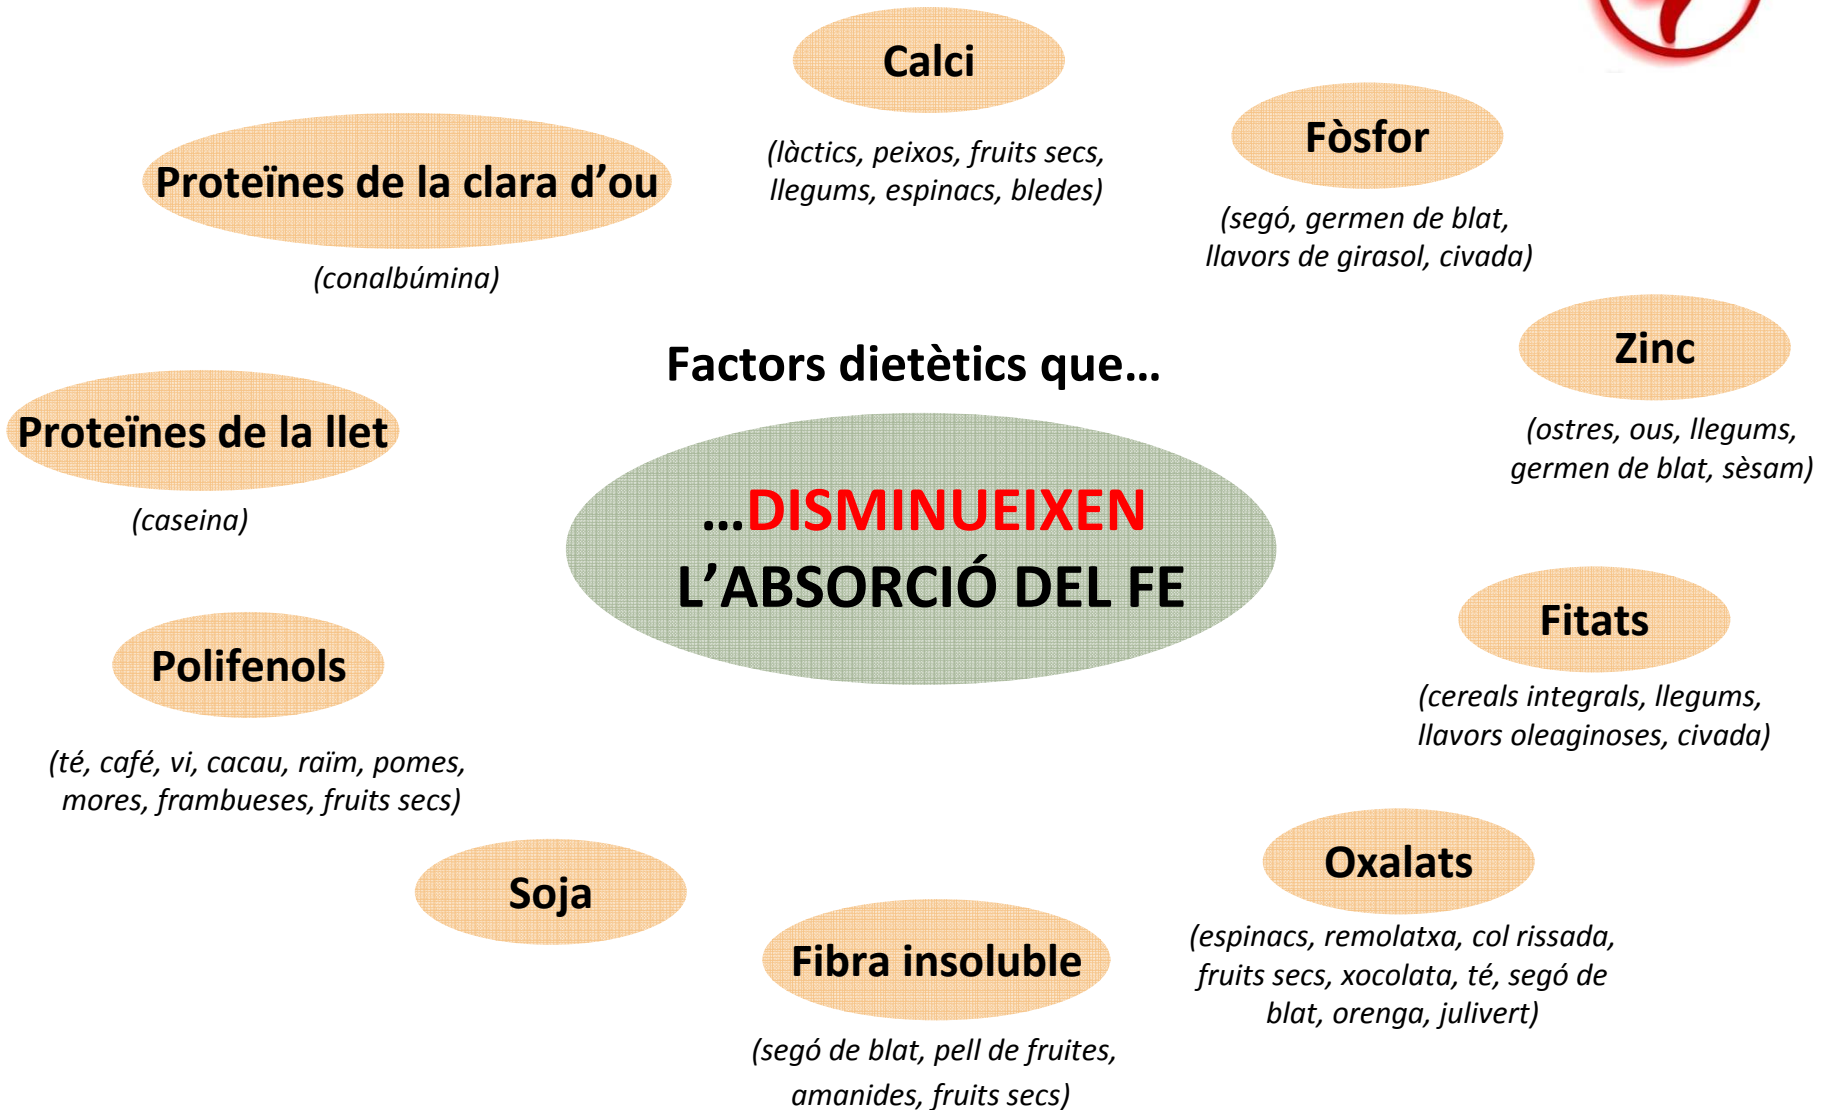 Calci
(làctics, peixos, fruits secs,
llegums, espinacs, bledes)
Fòsfor
(segó, germen de blat,
llavors de girasol, civada)
Proteïnes de la clara d’ou
(conalbúmina)
Zinc
(ostres, ous, llegums,
germen de blat, sèsam)
Factors dietètics que…
…DISMINUEIXEN
L’ABSORCIÓ DEL FE
Proteïnes de la llet
(caseina)
Fitats
(cereals integrals, llegums,
llavors oleaginoses, civada)
Polifenols
(té, café, vi, cacau, raïm, pomes,
mores, frambueses, fruits secs)
Oxalats
(espinacs, remolatxa, col rissada,
fruits secs, xocolata, té, segó de
blat, orenga, julivert)
Soja
Fibra insoluble
(segó de blat, pell de fruites,
amanides, fruits secs)